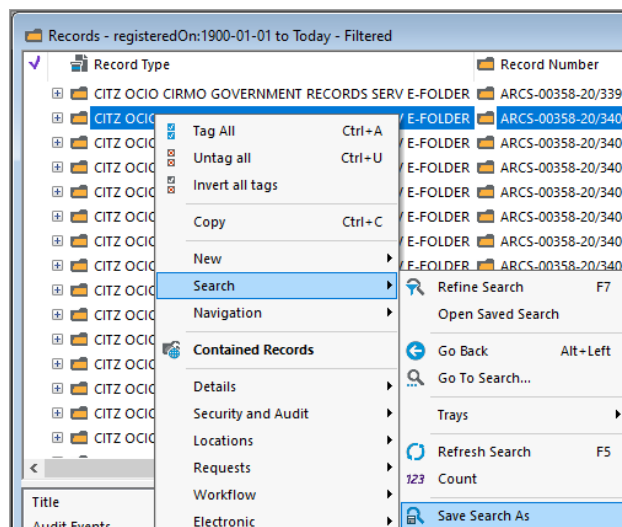 Records - registeredOn:1900-01-01 to Today - Filtered
Record Type Record Number
CITZ OCIO CIRMO GOVERNMENT RECORDS SERV E-FOLDER ARCS-00358-20/339
CITZ OCIO V E-FOLDER ARCS-00358-20/340
Tag All Ctrl+A
CITZ OCIO V E-FOLDER ARCS-00358-20/340
Untag all Ctrl+U
CITZ OCIO V E-FOLDER ARCS-00358-20/340
Invert all tags
CITZ OCIO V E-FOLDER ARCS-00358-20/340
CITZ OCIO V E-FOLDER ARCS-00358-20/340
Copy Ctrl+C
CITZ OCIO V E-FOLDER ARCS-00358-20/340
CITZ OCIO V E-FOLDER ARCS-00358-20/340
New
CITZ OCIO
Search
Refine Search F7
CITZ OCIO
Navigation
Open Saved Search
CITZ OCIO
Contained Records
Go Back Alt+Left
CITZ OCIO
Go To Search...
CITZ OCIO
Details
Security and Audit
Trays
CITZ OCIO
Locations
Refresh Search F5
Requests
123 Count
Workflow
Title
Save Search As
Electronic
Audit Events